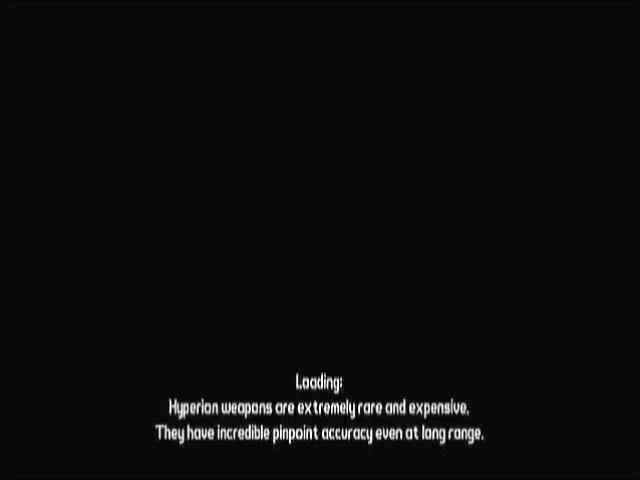 Loading:
Hyperion weapons are extremely rare and expensive.
They have incredible pinpoint accuracy even at long range.